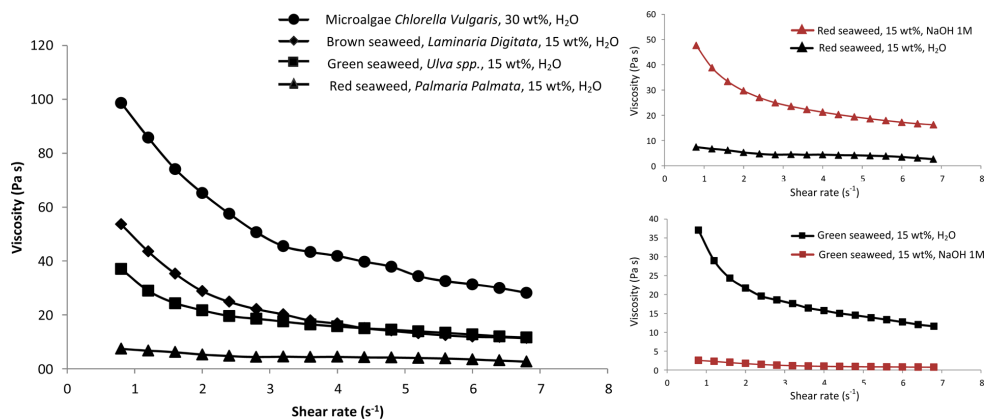 Microalgae Chlorella Vulgaris, 30 wt%, H₂O
Brown seaweed, Laminaria Digitata, 15 wt%, H₂O
Green seaweed, Ulva spp., 15 wt%, H₂O
Red seaweed, Palmaria Palmata, 15 wt%, H₂O
Viscosity (Pa s)
120
100
80
60
40
20
00
0 1 2 3 4 5 6 7 8
Shear rate (s⁻¹)
Red seaweed, 15 wt%, NaOH 1M
Red seaweed, 15 wt%, H₂O
Viscosity (Pa s)
60
50
40
30
20
10
0
0 1 2 3 4 5 6 7 8
Shear rate (s⁻¹)
Green seaweed, 15 wt%, H₂O
Green seaweed, 15 wt%, NaOH 1M
Viscosity (Pa s)
40
35
30
25
20
15
10
5
0
0 1 2 3 4 5 6 7 8
Shear rate (s⁻¹)